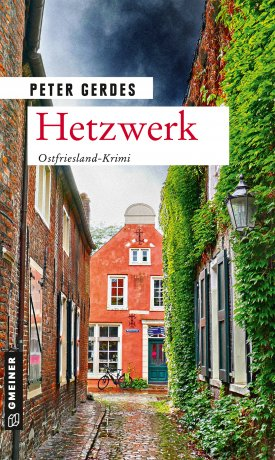 PETER GERDES
Hetzwerk
Ostfriesland-Krimi
GMEINER